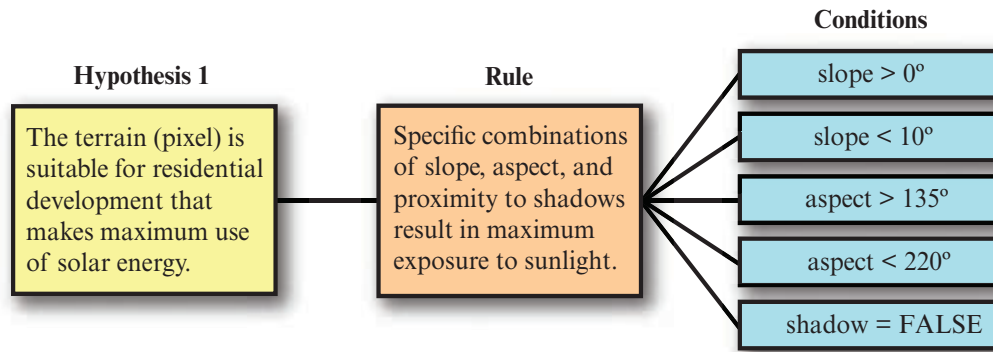 Hypothesis 1
The terrain (pixel) is
suitable for residential
development that
makes maximum use
of solar energy.
Rule
Specific combinations
of slope, aspect, and
proximity to shadows
result in maximum
exposure to sunlight.
Conditions
slope > 0º
slope < 10º
aspect > 135º
aspect < 220º
shadow = FALSE